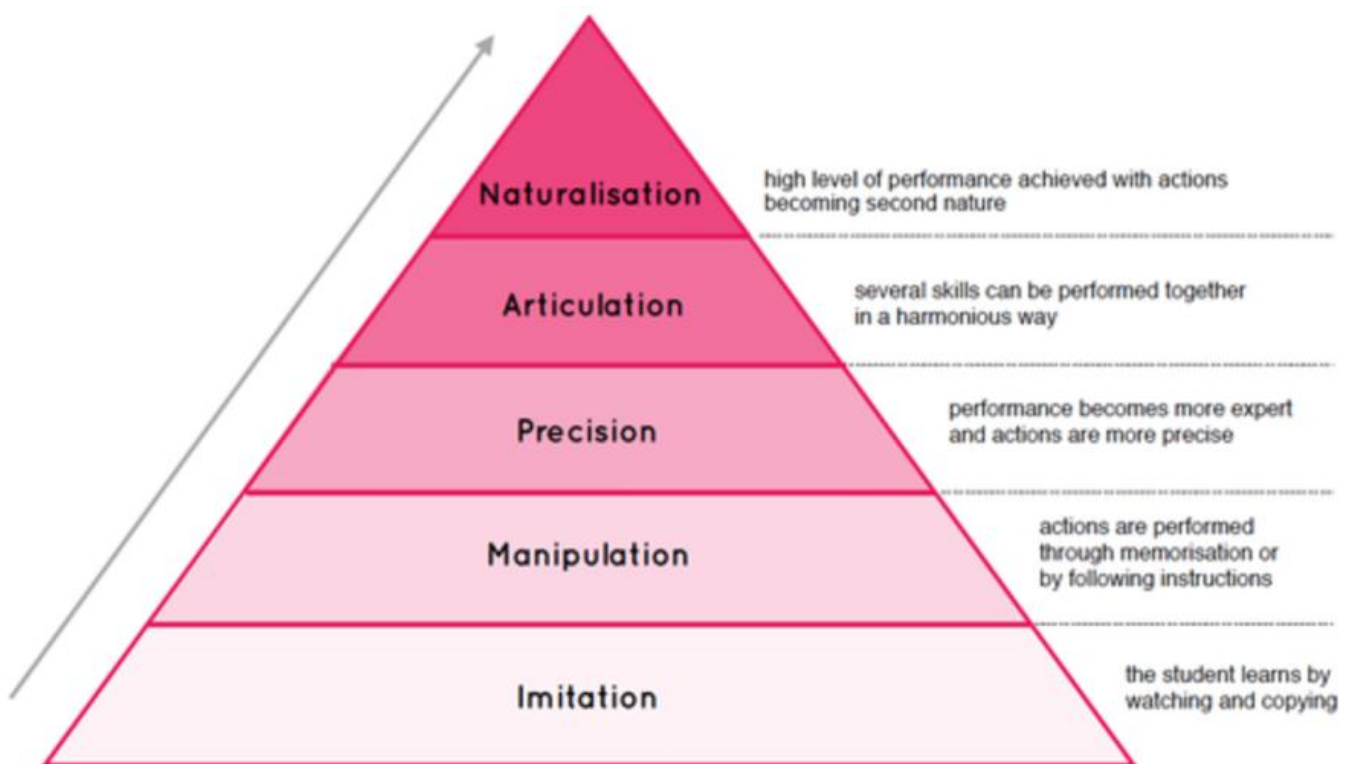 Naturalisation
high level of performance achieved with actions
becoming second nature
Articulation
several skills can be performed together
in a harmonious way
Precision
performance becomes more expert
and actions are more precise
Manipulation
actions are performed
through memorisation or
by following instructions
Imitation
the student learns by
watching and copying